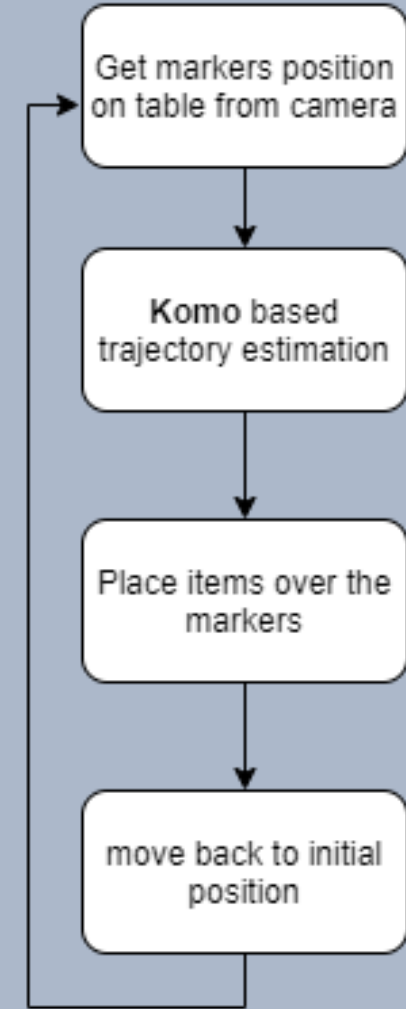 Get markers position
on table from camera
Komo based
trajectory estimation
Place items over the
markers
move back to initial
position